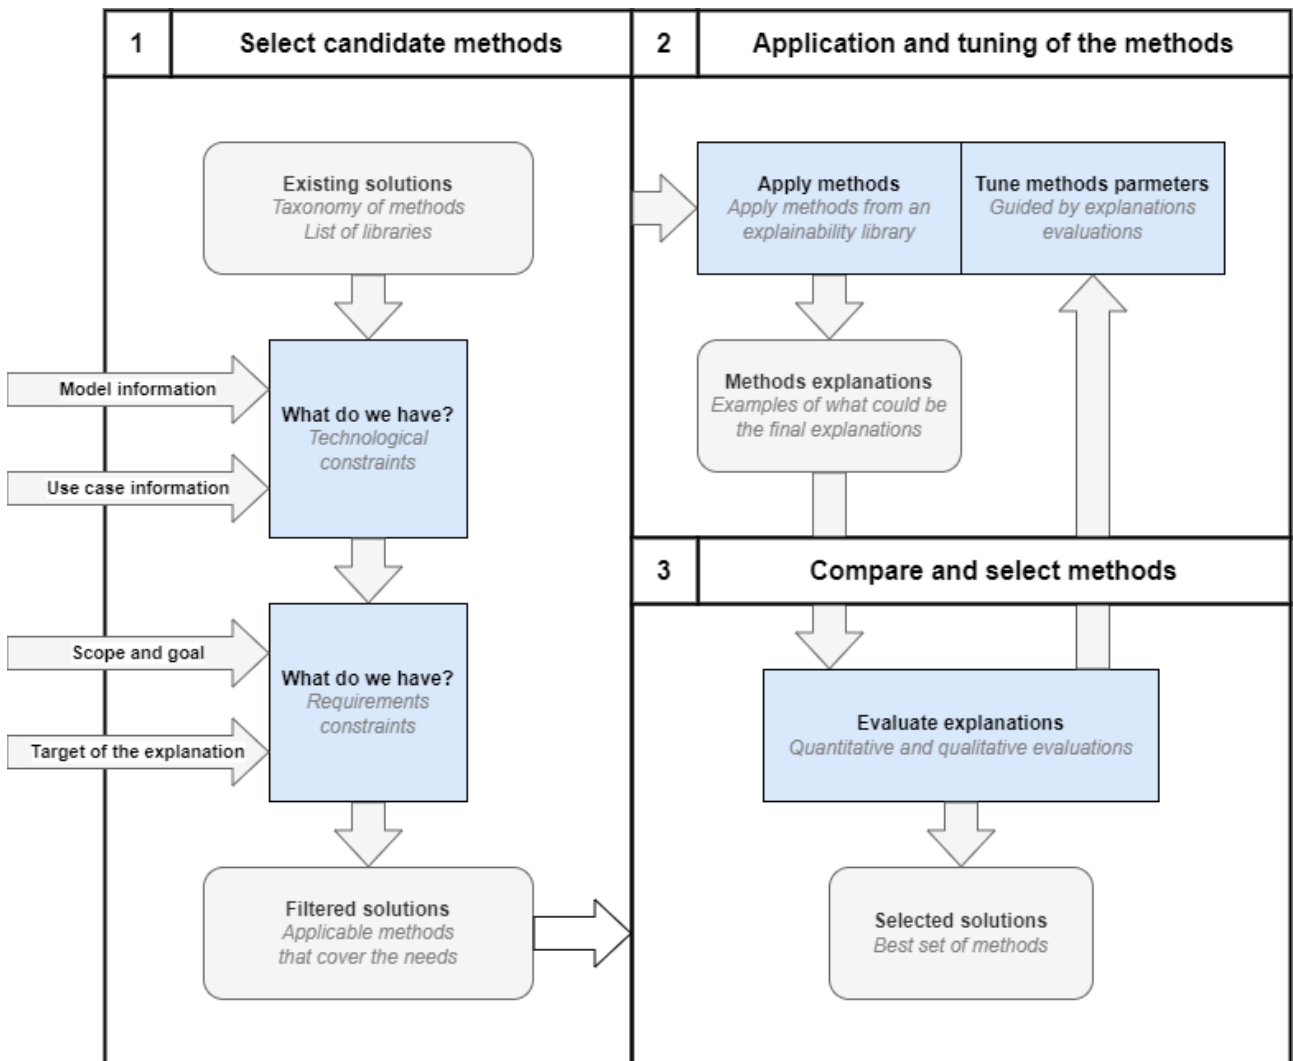 1
Select candidate methods
Existing solutions
Taxonomy of methods
List of libraries
Model information
Use case information
What do we have?
Technological
constraints
Scope and goal
Target of the explanation
What do we have?
Requirements
constraints
Filtered solutions
Applicable methods
that cover the needs
2
Application and tuning of the methods
Apply methods
Apply methods from an
explainability library
Tune methods parmeters
Guided by explanations
evaluations
Methods explanations
Examples of what could be
the final explanations
3
Compare and select methods
Evaluate explanations
Quantitative and qualitative evaluations
Selected solutions
Best set of methods